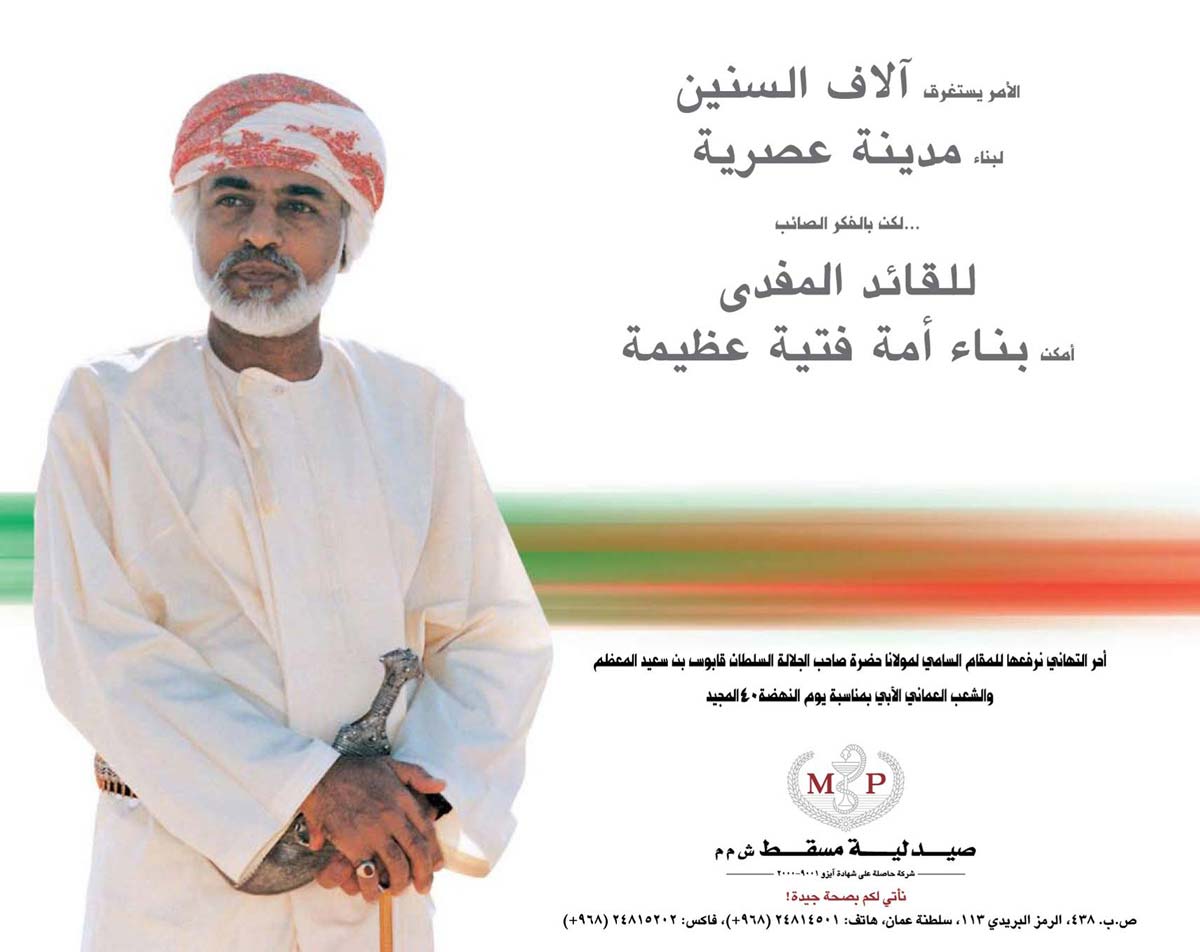 الأمر يستغرق آلاف السنين
لبناء مدينة عصرية
...لكن بالفكر الصائب
للقائد المفدى
أمكن بناء أمة فتية عظيمة
أحر التهاني نرفعها للمقام السامي لمولانا حضرة صاحب الجلالة السلطان قابوس بن سعيد المعظم
والشعب العماني الأبي بمناسبة يوم النهضة ٤٠ المجيد
M P
صيدلية مسقط ش م م
شركة حاصلة على شهادة آيزو ٩٠٠١-٢٠٠٠
نأتي لكم بصحة جيدة!
ص.ب. ٤٣٨، الرمز البريدي ١١٣، سلطنة عمان، هاتف: ٢٤٨١٤٥٠١ (٩٦٨+)، فاكس: ٢٤٨١٥٢٠٢ (٩٦٨+)